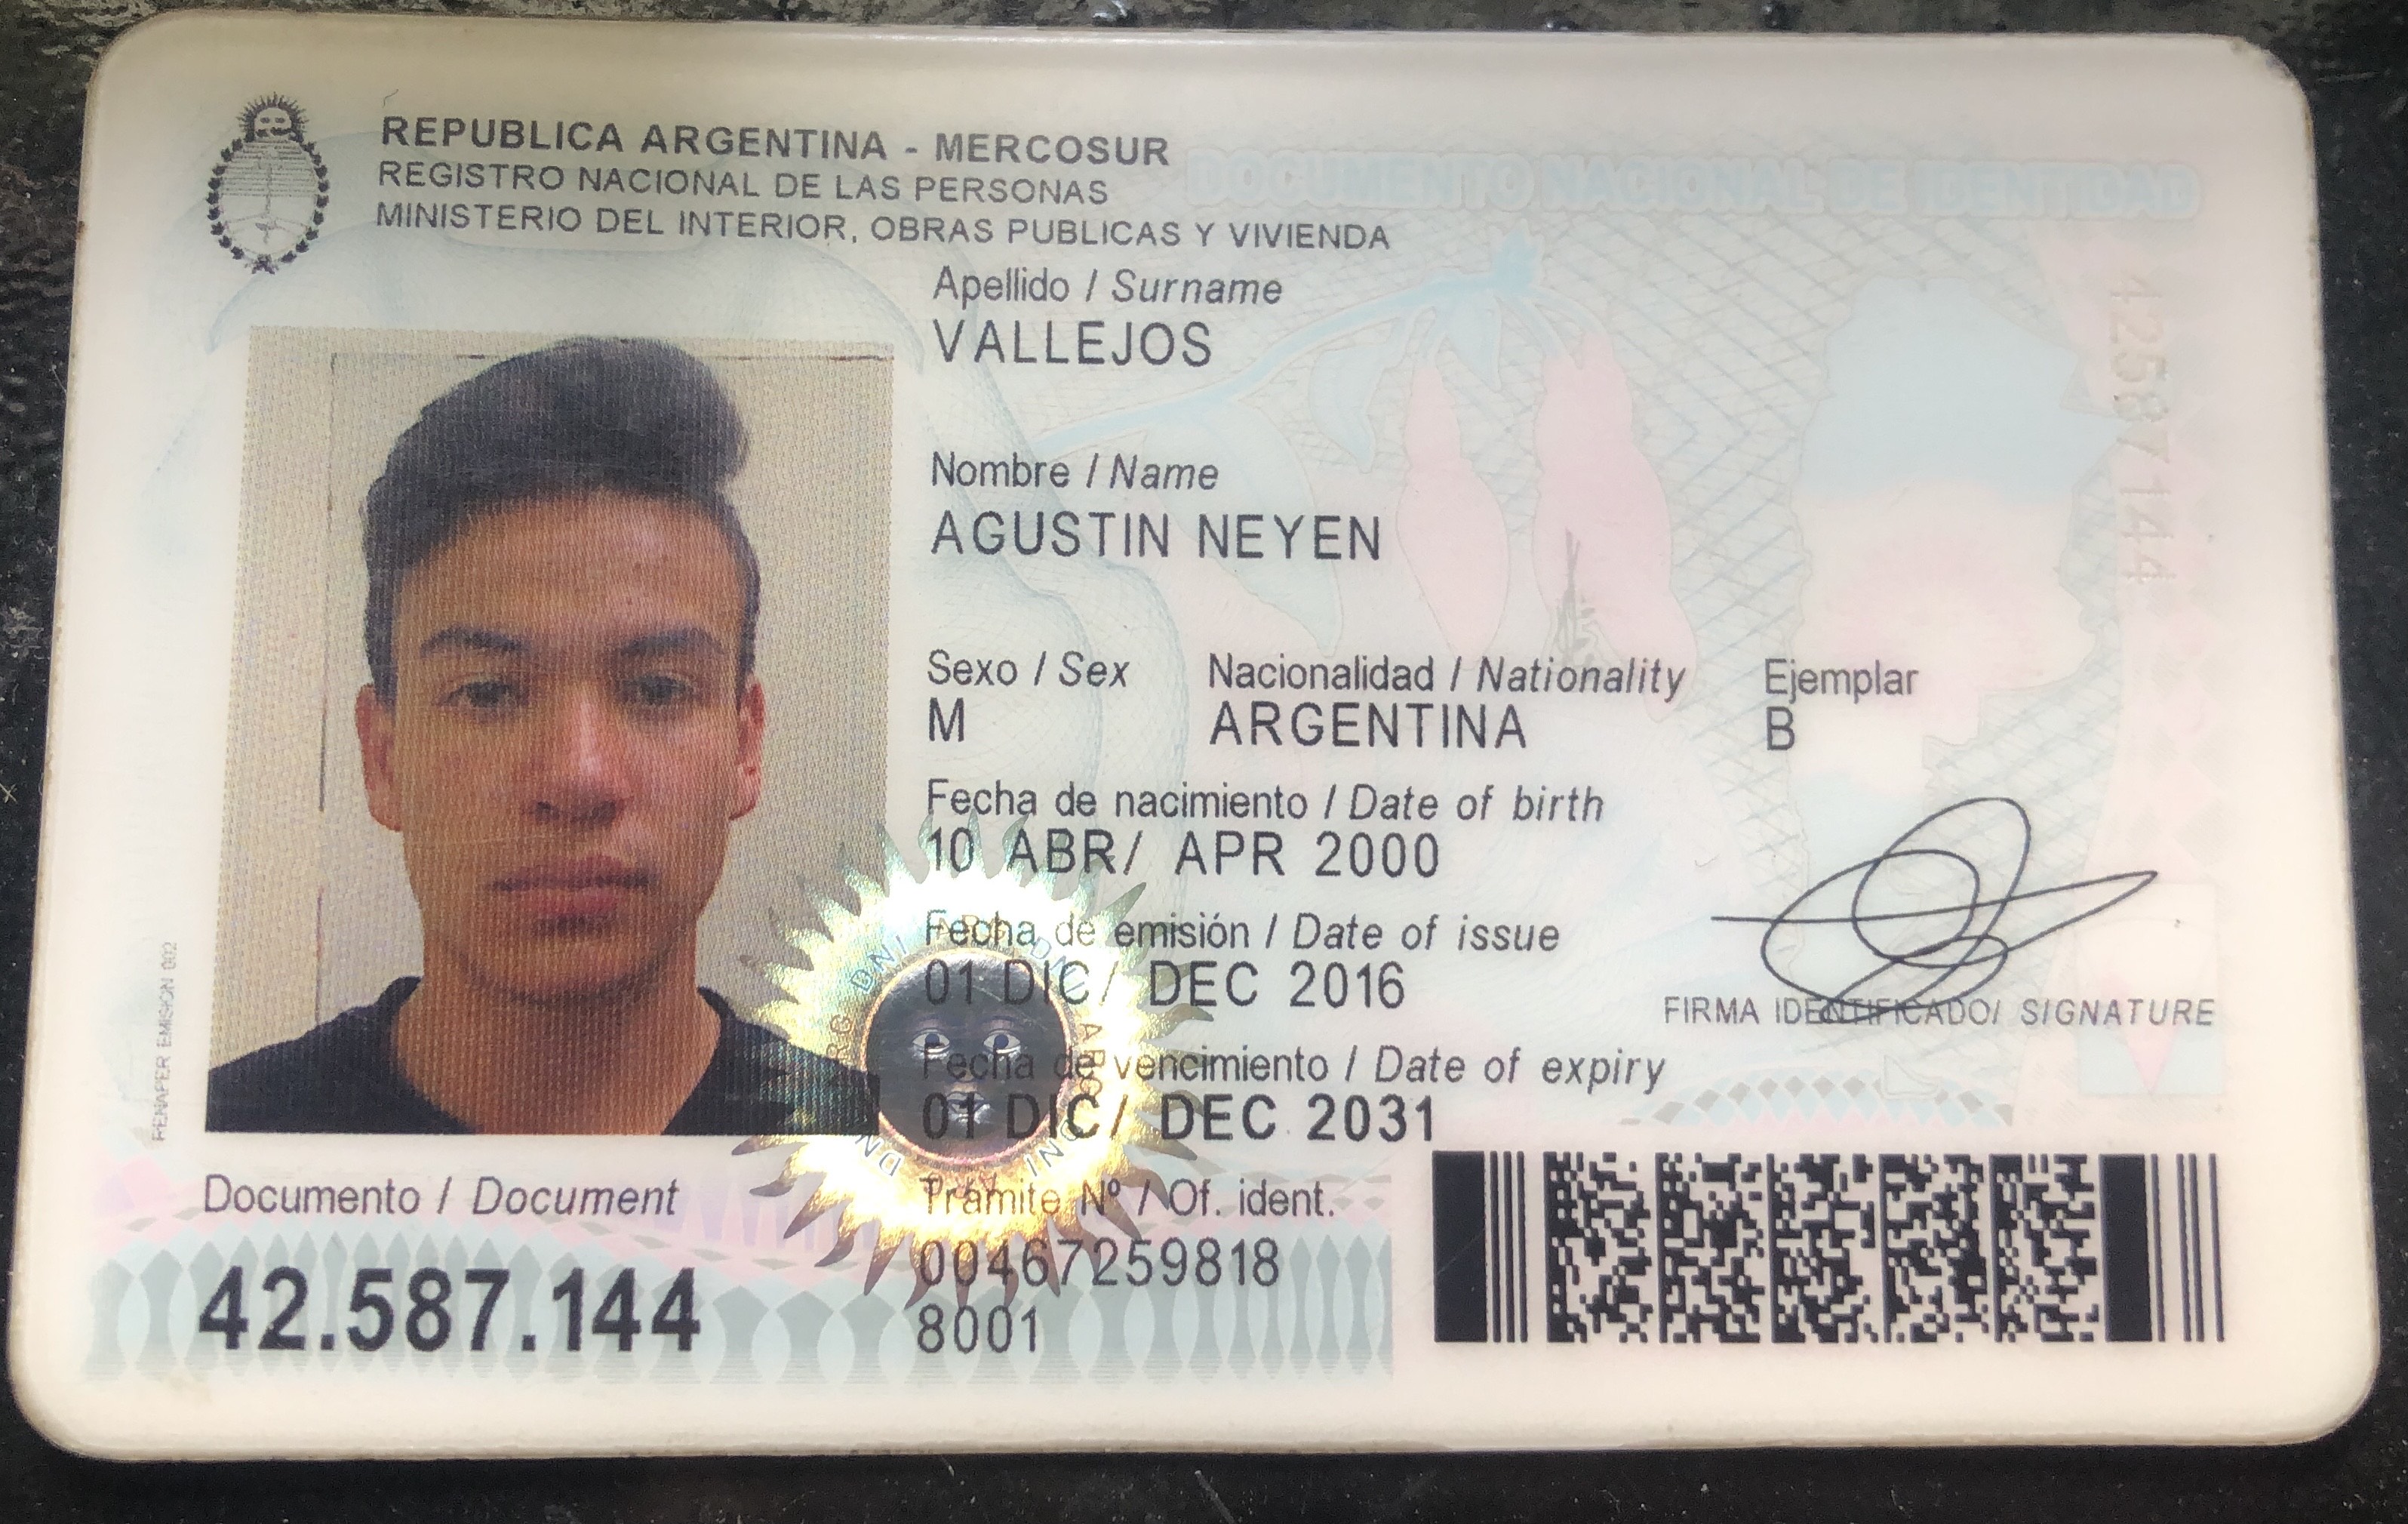 REPUBLICA ARGENTINA - MERCOSUR
REGISTRO NACIONAL DE LAS PERSONAS
MINISTERIO DEL INTERIOR, OBRAS PUBLICAS Y VIVIENDA
DOCUMENTO NACIONAL DE IDENTIDAD
Apellido / Surname
VALLEJOS
Nombre / Name
AGUSTIN NEYEN
Sexo / Sex Nacionalidad / Nationality Ejemplar
M ARGENTINA B
Fecha de nacimiento / Date of birth
10 ABR/ APR 2000
Fecha de emisión / Date of issue
01 DIC/ DEC 2016
FIRMA IDENTIFICADO/ SIGNATURE
Fecha de vencimiento / Date of expiry
01 DIC/ DEC 2031
Documento / Document
42.587.144
Trámite Nº / Of. ident.
00467259818
8001
RENAPER EMISION 002
42587144
DNI ARG DNI ARG DNI